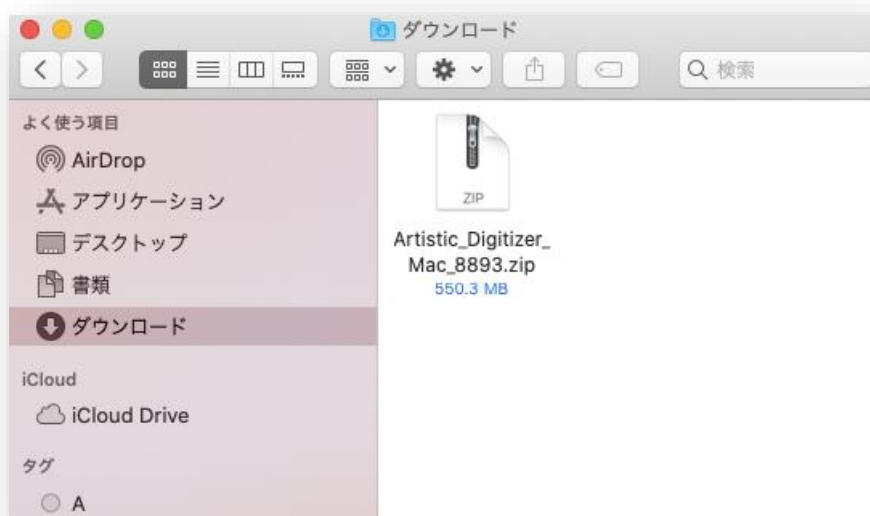 ダウンロード
検索
よく使う項目
AirDrop
アプリケーション
デスクトップ
書類
ダウンロード
iCloud
iCloud Drive
タグ
A
ZIP
Artistic_Digitizer_
Mac_8893.zip
550.3 MB